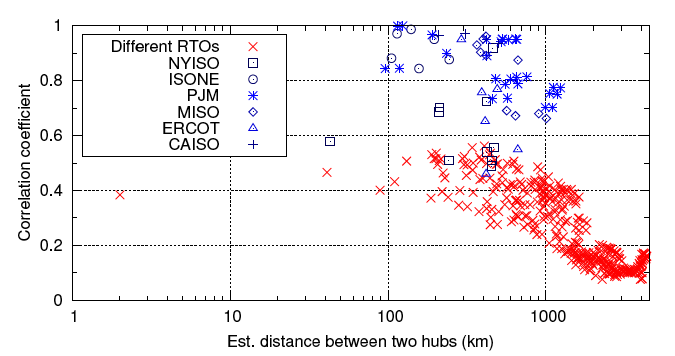 1
Different RTOs
NYISO
ISONE
0.8
PJM
MISO
ERCOT
0.6
CAISO
Correlation coefficient
0.4
0.2
0
1
10
100
1000
Est. distance between two hubs (km)